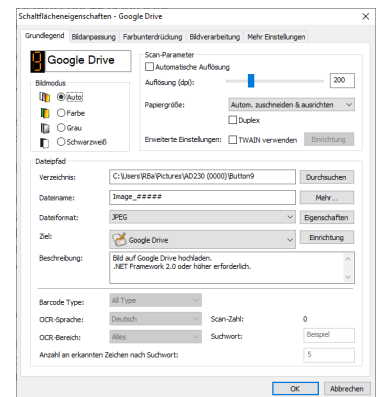 Schaltflächeneigenschaften - Google Drive
Grundlegend Bildanpassung Farbunterdrückung Bildverarbeitung Mehr Einstellungen
9 Google Drive
Bildmodus
Auto
Farbe
Grau
Schwarzweiß
Scan-Parameter
Automatische Auflösung
Auflösung (dpi): 200
Papiergröße: Autom. zuschneiden & ausrichten
Duplex
Erweiterte Einstellungen: TWAIN verwenden Einrichtung
Dateipfad
Verzeichnis: C:\Users\RBa\Pictures\AD230 (0000)\Button9 Durchsuchen
Dateiname: Image_##### Mehr...
Dateiformat: JPEG Eigenschaften
Ziel: Google Drive Einrichtung
Beschreibung: Bild auf Google Drive hochladen.
.NET Framework 2.0 oder höher erforderlich.
Barcode Type: All Type
OCR-Sprache: Deutsch Scan-Zahl: 0
OCR-Bereich: Alles Suchwort: Beispiel
Anzahl an erkannten Zeichen nach Suchwort: 5
OK Abbrechen